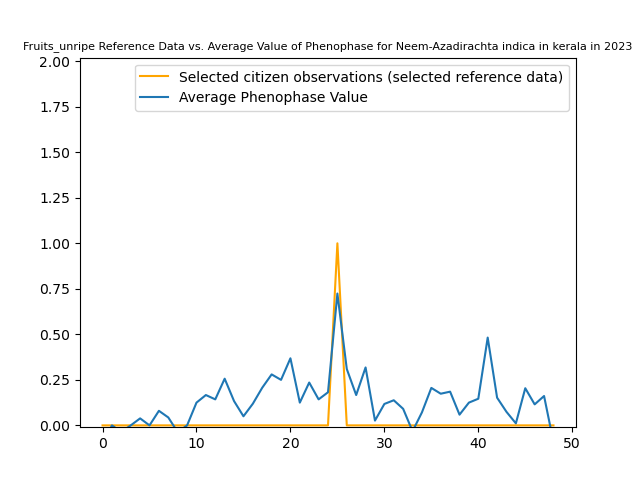 Fruits_unripe Reference Data vs. Average Value of Phenophase for Neem-Azadirachta indica in kerala in 2023
Selected citizen observations (selected reference data)
Average Phenophase Value
2.00
1.75
1.50
1.25
1.00
0.75
0.50
0.25
0.00
0 10 20 30 40 50